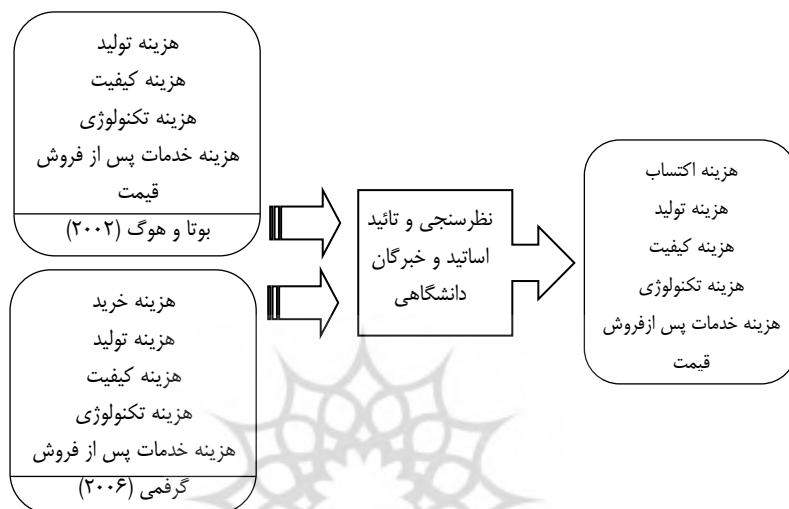 هزینه تولید
هزینه کیفیت
هزینه تکنولوژی
هزینه خدمات پس از فروش
قیمت
بوتا و هوگ (۲۰۰۲)
هزینه خرید
هزینه تولید
هزینه کیفیت
هزینه تکنولوژی
هزینه خدمات پس از فروش
گرفمی (۲۰۰۶)
نظرسنجی و تائید
اساتید و خبرگان
دانشگاهی
هزینه اکتساب
هزینه تولید
هزینه کیفیت
هزینه تکنولوژی
هزینه خدمات پس ازفروش
قیمت